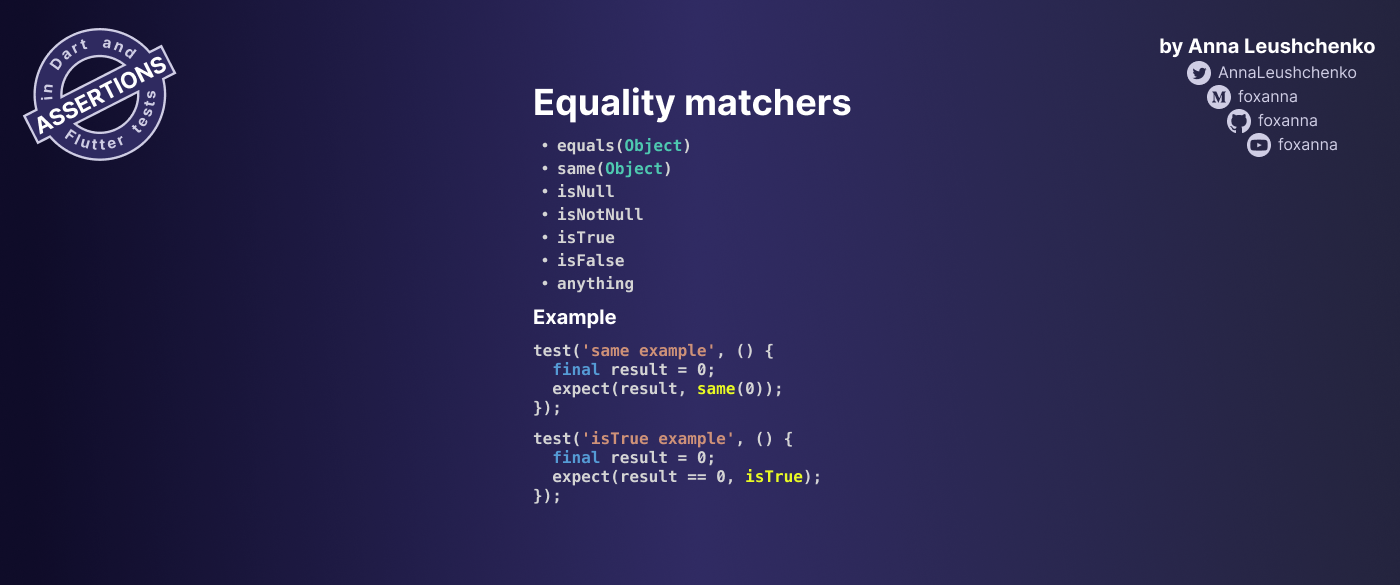 in Dart and
ASSERTIONS
Flutter tests
by Anna Leushchenko
AnnaLeushchenko
foxanna
foxanna
foxanna
Equality matchers
• equals(Object)
• same(Object)
• isNull
• isNotNull
• isTrue
• isFalse
• anything
Example
test('same example', () {
  final result = 0;
  expect(result, same(0));
});
test('isTrue example', () {
  final result = 0;
  expect(result == 0, isTrue);
});